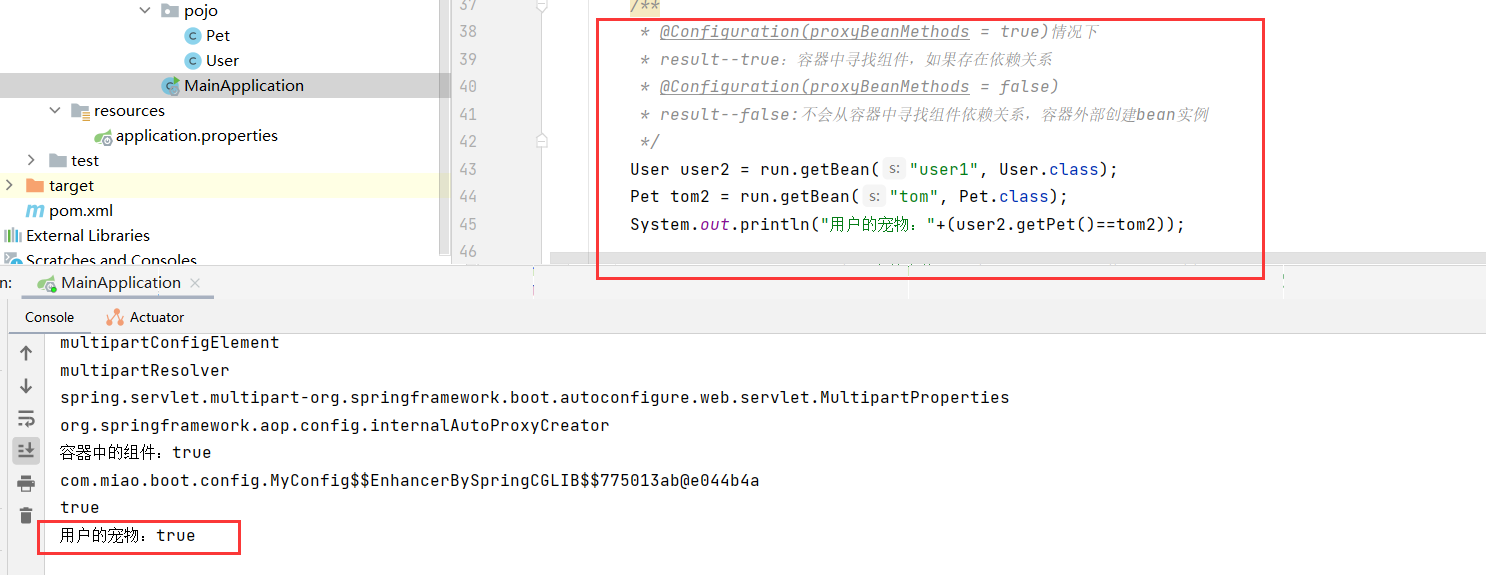 pojo
Pet
User
MainApplication
resources
application.properties
test
target
pom.xml
External Libraries
Scratches and Consoles
37 /**
38 * @Configuration(proxyBeanMethods = true)情况下
39 * result--true：容器中寻找组件，如果存在依赖关系
40 * @Configuration(proxyBeanMethods = false)
41 * result--false:不会从容器中寻找组件依赖关系，容器外部创建bean实例
42 */
43 User user2 = run.getBean( s: "user1", User.class);
44 Pet tom2 = run.getBean( s: "tom", Pet.class);
45 System.out.println("用户的宠物："+(user2.getPet()==tom2));
46
n: MainApplication
Console Actuator
multipartConfigElement
multipartResolver
spring.servlet.multipart-org.springframework.boot.autoconfigure.web.servlet.MultipartProperties
org.springframework.aop.config.internalAutoProxyCreator
容器中的组件：true
com.miao.boot.config.MyConfig$$EnhancerBySpringCGLIB$$775013ab@e044b4a
true
用户的宠物：true